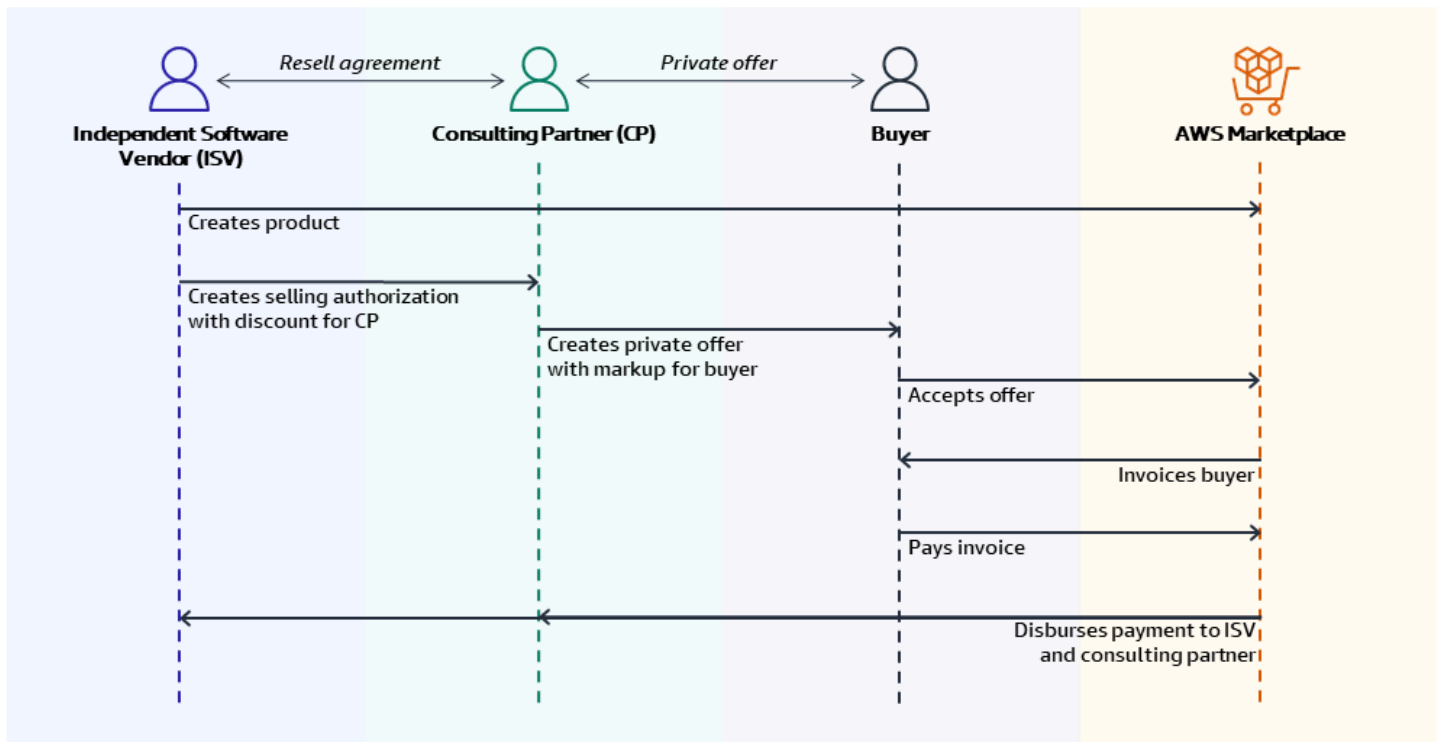 Resell agreement
Private offer
Independent Software
Vendor (ISV)
Consulting Partner (CP)
Buyer
AWS Marketplace
Creates product
Creates selling authorization
with discount for CP
Creates private offer
with markup for buyer
Accepts offer
Invoices buyer
Pays invoice
Disburses payment to ISV
and consulting partner